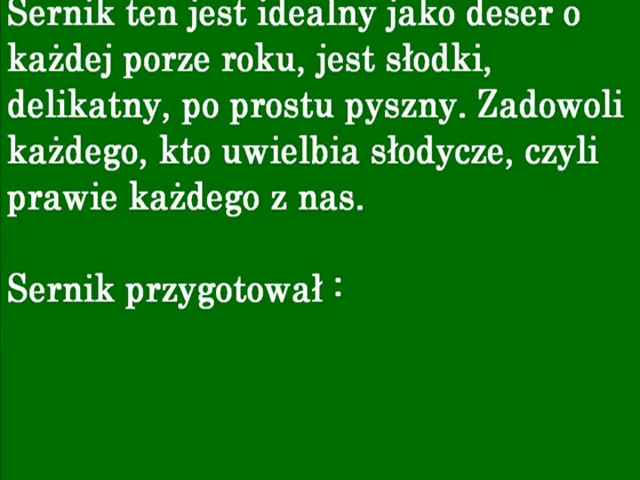 Sernik ten jest idealny jako deser o
każdej porze roku, jest słodki,
delikatny, po prostu pyszny. Zadowoli
każdego, kto uwielbia słodycze, czyli
prawie każdego z nas.
Sernik przygotował :